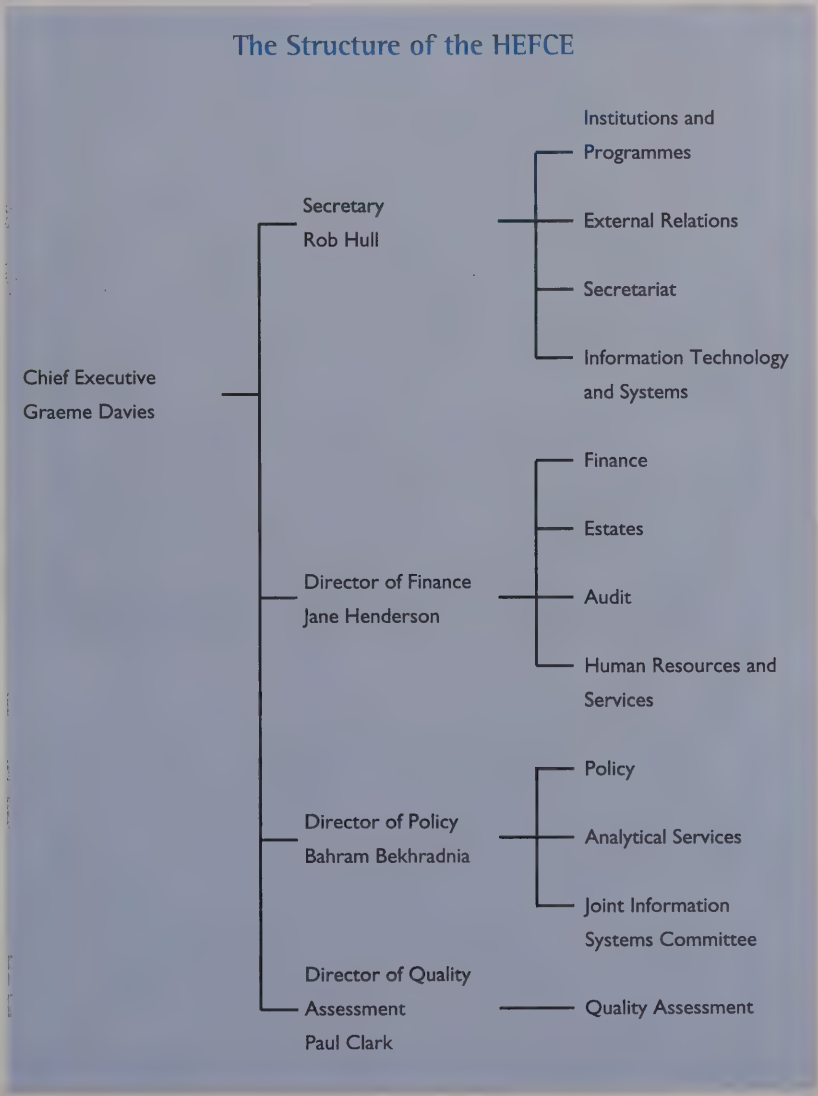 The Structure of the HEFCE
Chief Executive
Graeme Davies
Secretary
Rob Hull
Institutions and
Programmes
External Relations
Secretariat
Information Technology
and Systems
Director of Finance
Jane Henderson
Finance
Estates
Audit
Human Resources and
Services
Director of Policy
Bahram Bekhradnia
Policy
Analytical Services
Joint Information
Systems Committee
Director of Quality
Assessment
Paul Clark
Quality Assessment